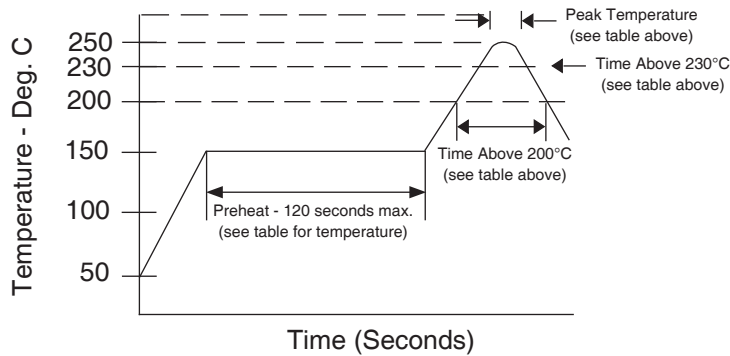 Peak Temperature
(see table above)
250
230
Time Above 230°C
(see table above)
200
150
Time Above 200°C
(see table above)
Preheat - 120 seconds max.
(see table for temperature)
100
50
Temperature - Deg. C
Time (Seconds)